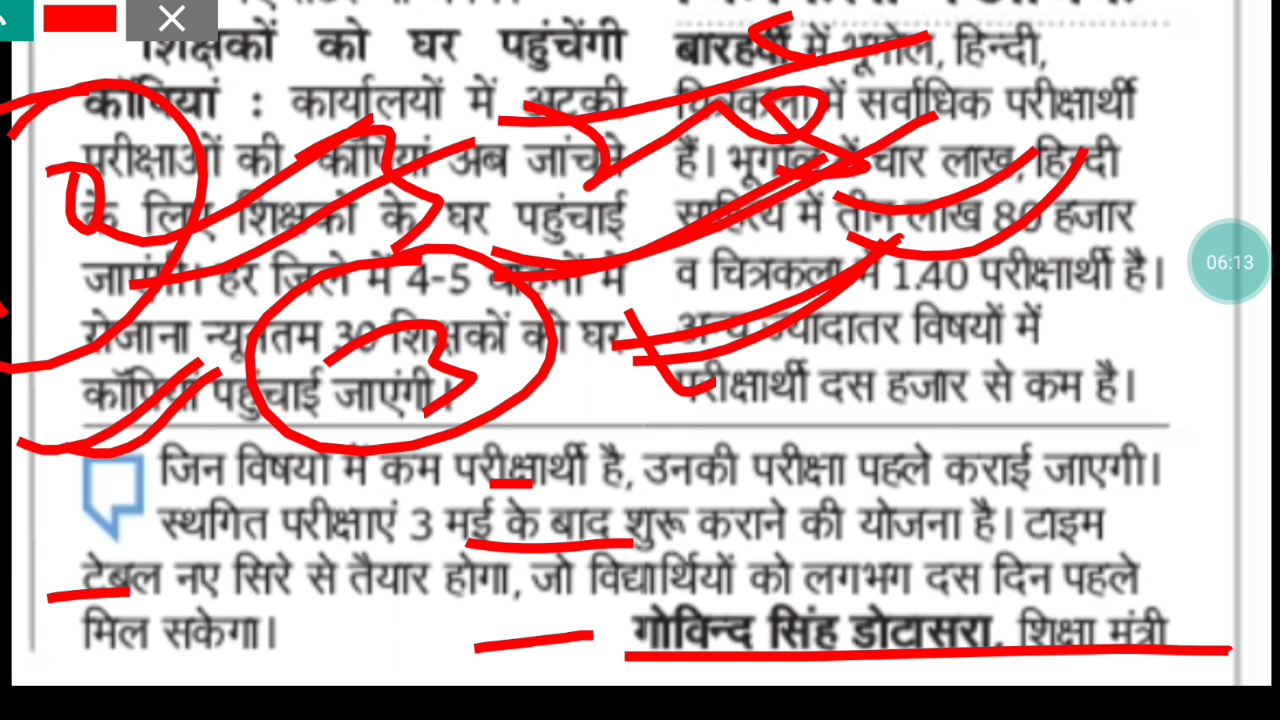 शिक्षकों को घर पहुंचेंगी
कॉपियां : कार्यालयों में अटकी
परीक्षाओं की कॉपियां अब जांचने
के लिए शिक्षकों के घर पहुंचाई
जाएंगी। हर जिले में 4-5 वाहनों में
रोजाना न्यूनतम 30 शिक्षकों को घर
कॉपियां पहुंचाई जाएंगी।
बारहवीं में भूगोल, हिन्दी,
चित्रकला में सर्वाधिक परीक्षार्थी
हैं। भूगोल में चार लाख, हिन्दी
साहित्य में तीन लाख 80 हजार
व चित्रकला में 1.40 परीक्षार्थी है।
अन्य ज्यादातर विषयों में
परीक्षार्थी दस हजार से कम है।
जिन विषयों में कम परीक्षार्थी है, उनकी परीक्षा पहले कराई जाएगी।
स्थगित परीक्षाएं 3 मई के बाद शुरू कराने की योजना है। टाइम
टेबल नए सिरे से तैयार होगा, जो विद्यार्थियों को लगभग दस दिन पहले
मिल सकेगा।
गोविन्द सिंह डोटासरा, शिक्षा मंत्री
06:13